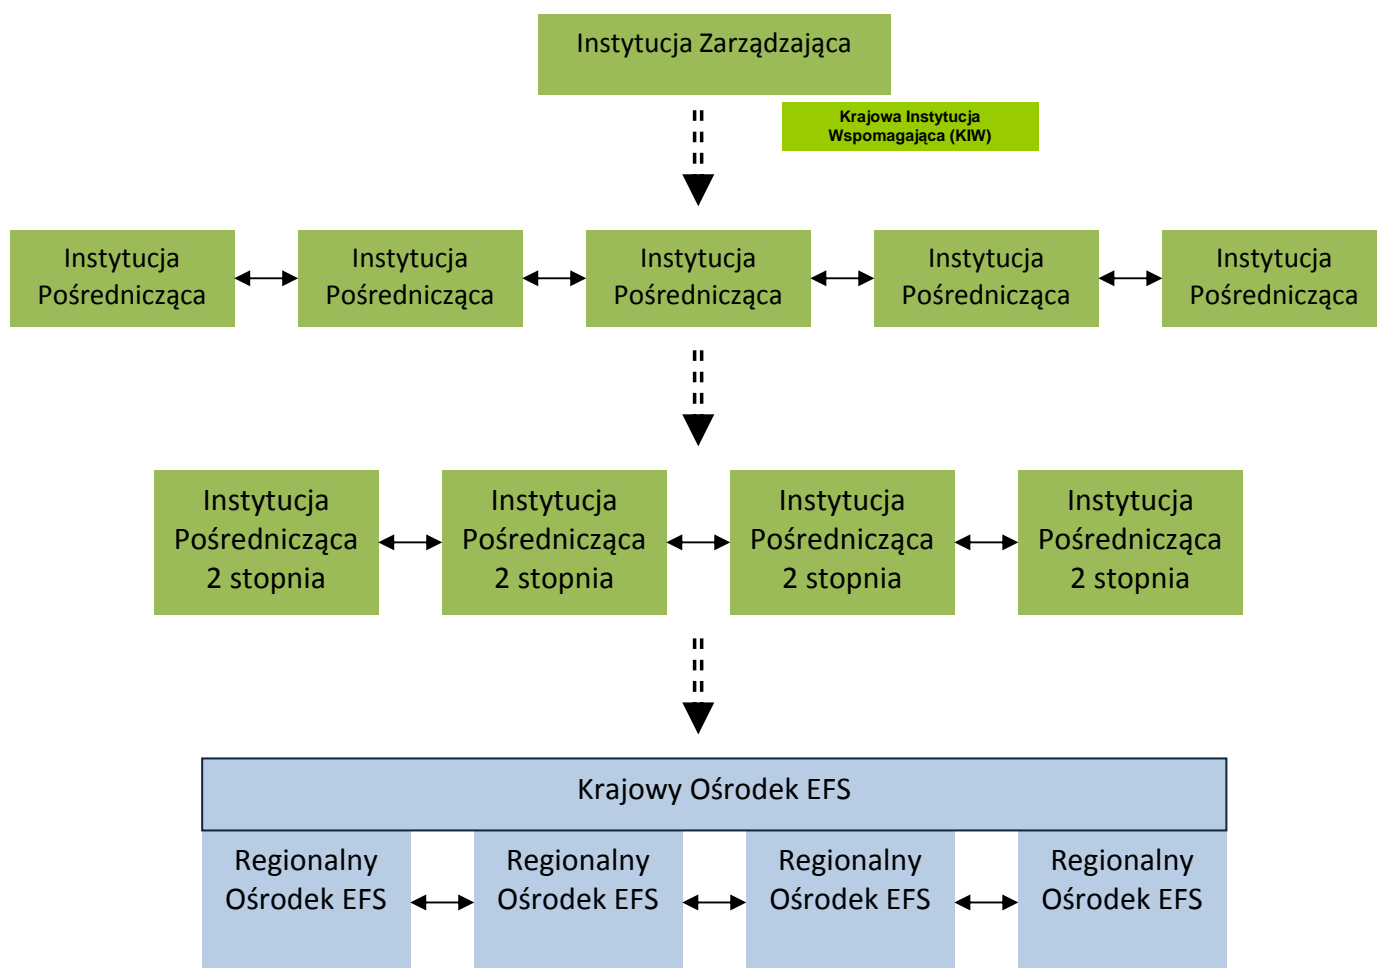 Instytucja Zarządzająca
Krajowa Instytucja
Wspomagająca (KIW)
Instytucja
Pośrednicząca
Instytucja
Pośrednicząca
Instytucja
Pośrednicząca
Instytucja
Pośrednicząca
Instytucja
Pośrednicząca
Instytucja
Pośrednicząca
2 stopnia
Instytucja
Pośrednicząca
2 stopnia
Instytucja
Pośrednicząca
2 stopnia
Instytucja
Pośrednicząca
2 stopnia
Krajowy Ośrodek EFS
Regionalny
Ośrodek EFS
Regionalny
Ośrodek EFS
Regionalny
Ośrodek EFS
Regionalny
Ośrodek EFS